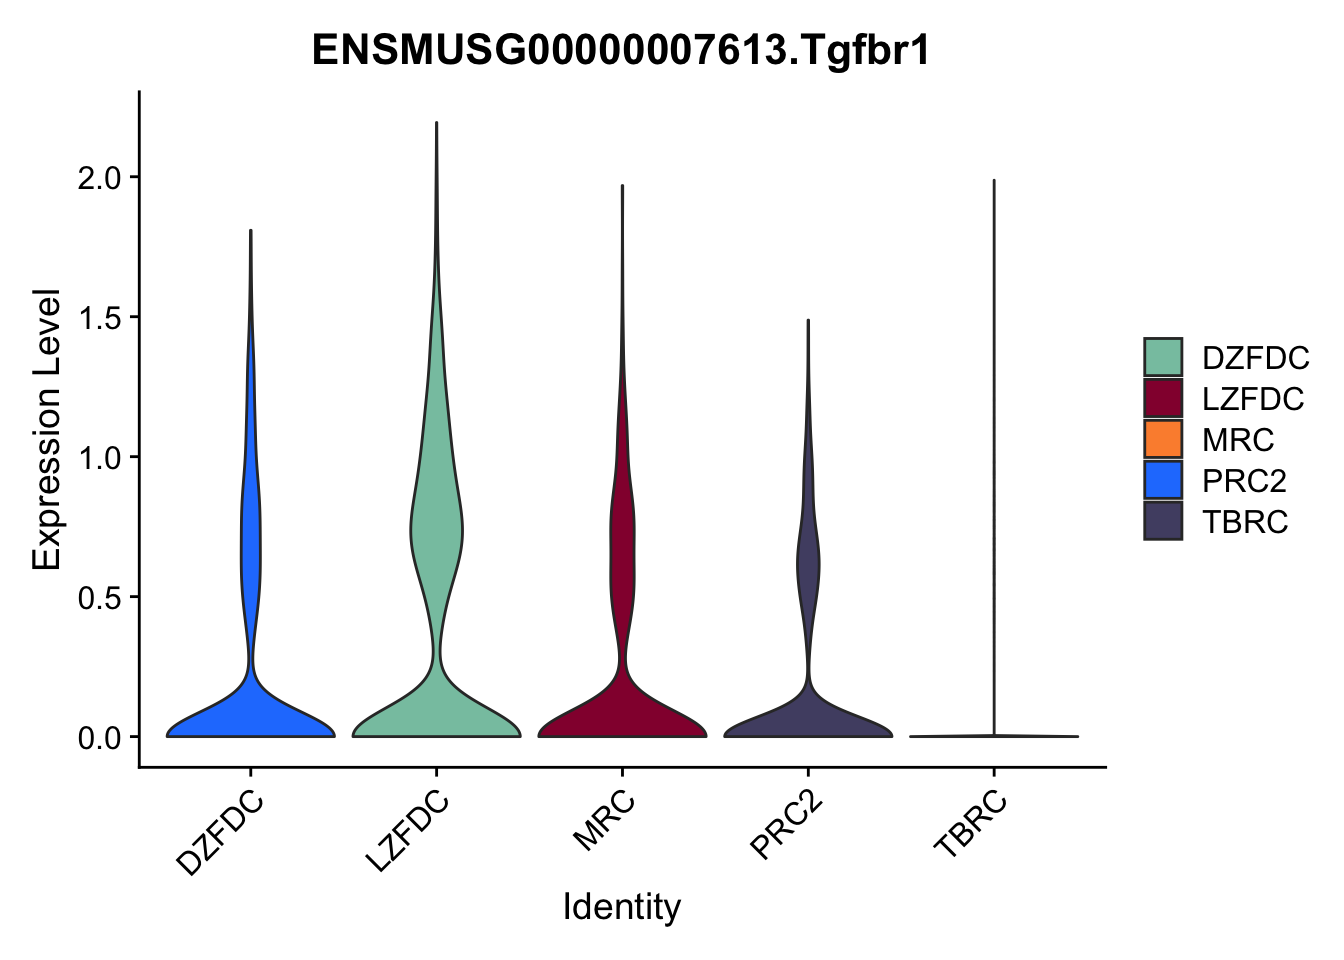 ENSMUSG00000007613.Tgfbr1
Expression Level
2.0
1.5
1.0
0.5
0.0
DZFDC
LZFDC
MRC
PRC2
TBRC
Identity
DZFDC
LZFDC
MRC
PRC2
TBRC